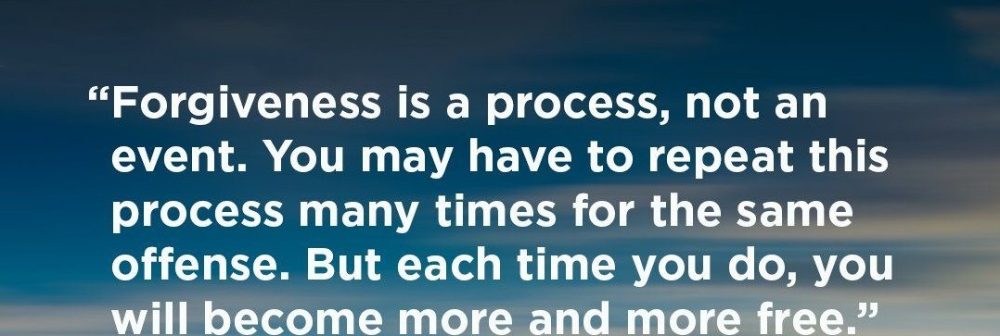 “Forgiveness is a process, not an
event. You may have to repeat this
process many times for the same
offense. But each time you do, you
will become more and more free.”